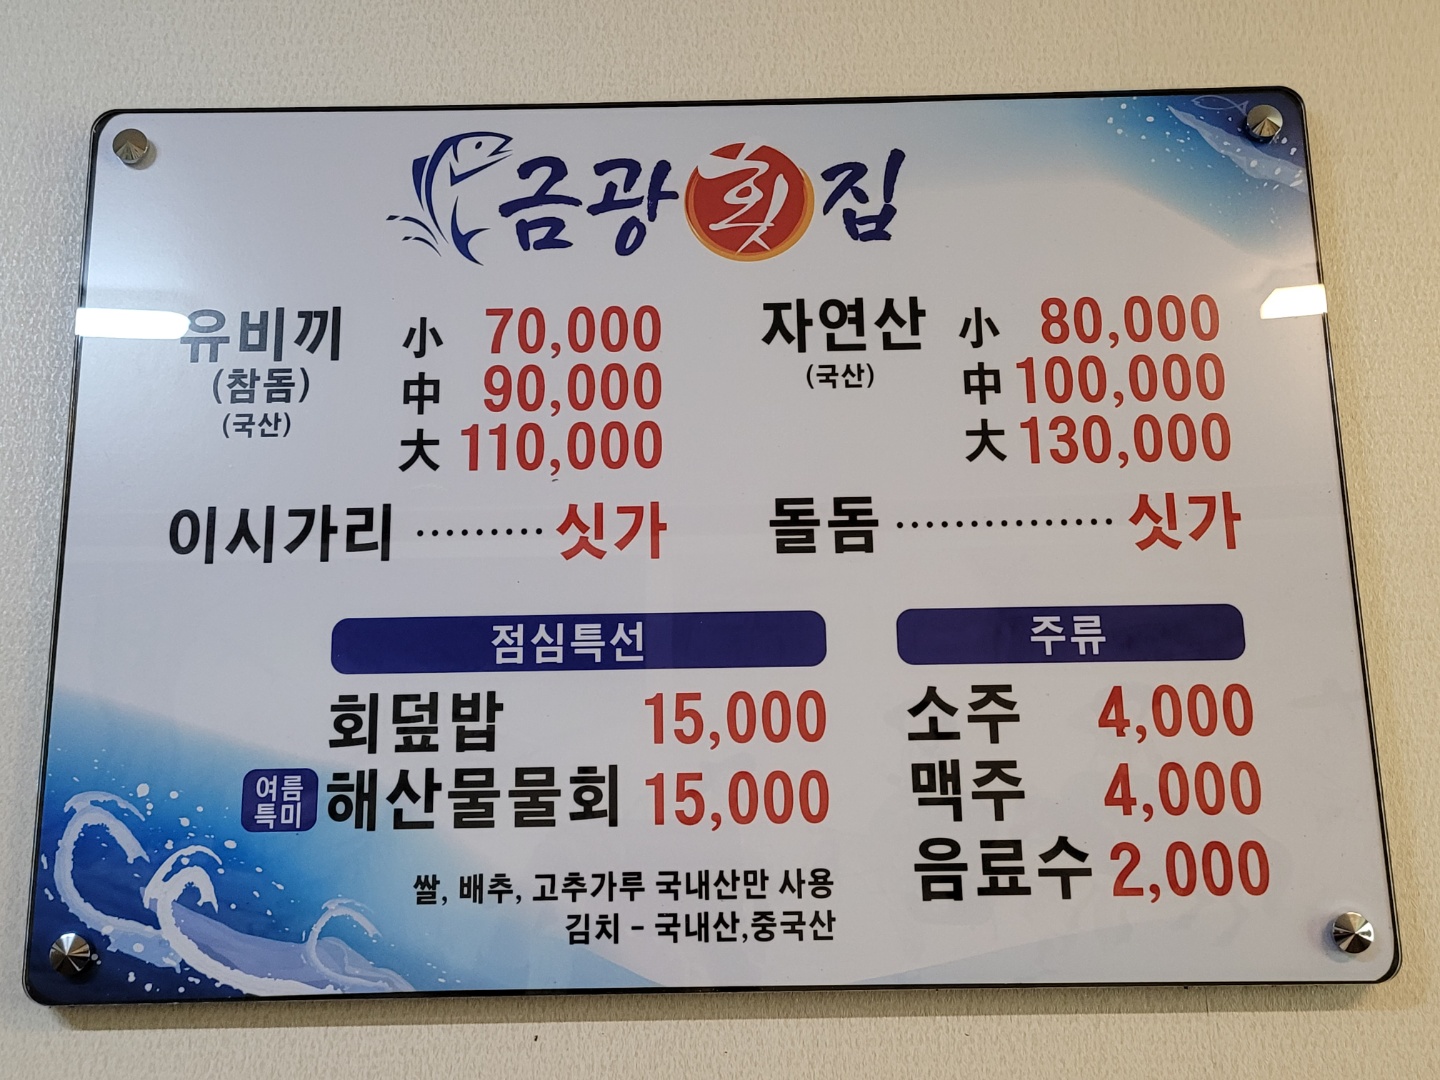 금광횟집
유비끼 小 70,000
(참돔) 中 90,000
(국산) 大 110,000
자연산 小 80,000
(국산) 中 100,000
大 130,000
이시가리 ········· 싯가
돌돔 ··············· 싯가
점심특선
회덮밥 15,000
여름특미 해산물물회 15,000
쌀, 배추, 고추가루 국내산만 사용
김치 - 국내산,중국산
주류
소주 4,000
맥주 4,000
음료수 2,000